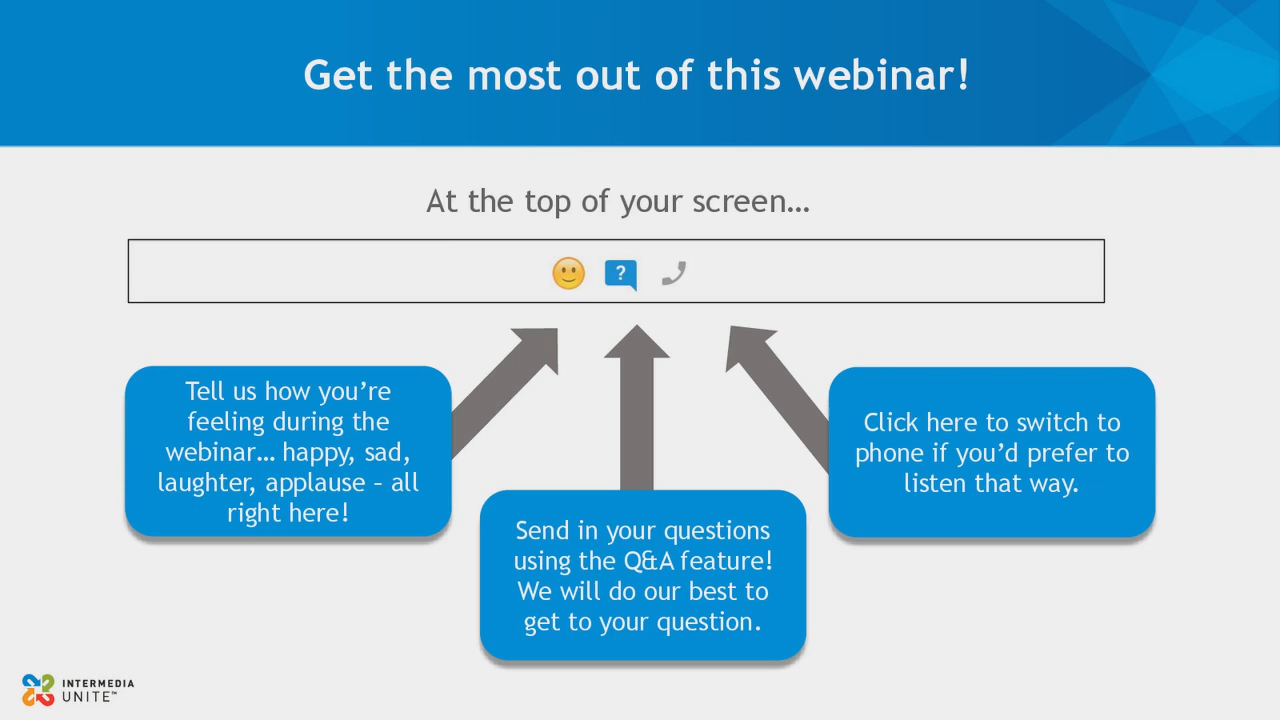 Get the most out of this webinar!
At the top of your screen…
?
Tell us how you’re
feeling during the
webinar… happy, sad,
laughter, applause – all
right here!
Send in your questions
using the Q&A feature!
We will do our best to
get to your question.
Click here to switch to
phone if you’d prefer to
listen that way.
INTERMEDIA
UNITE™